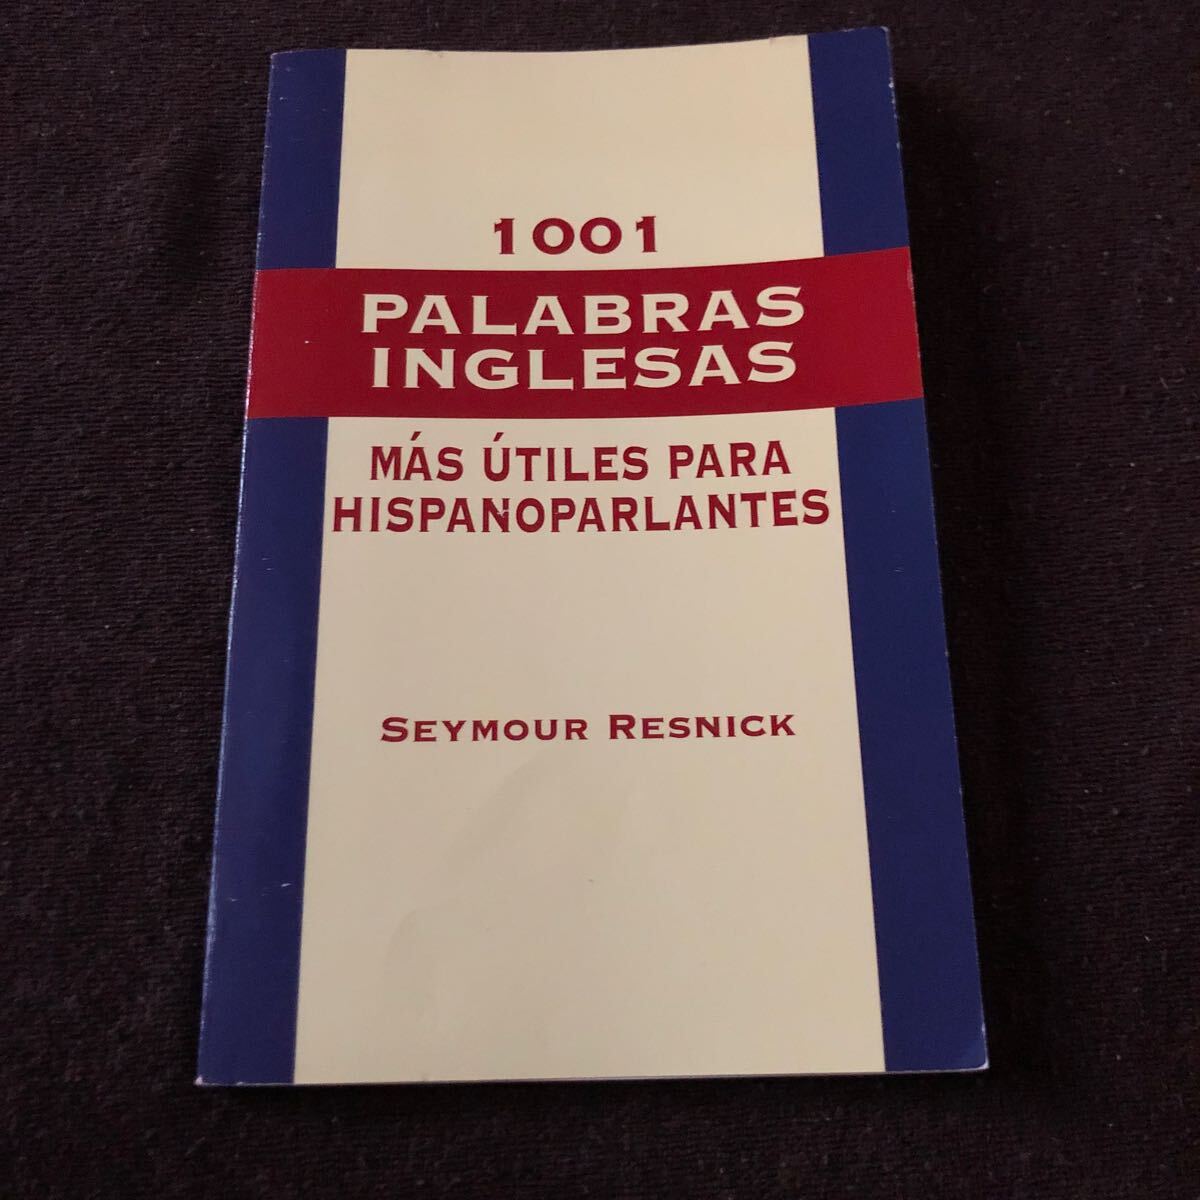 1001
PALABRAS
INGLESAS
MÁS ÚTILES PARA
HISPANOPARLANTES
SEYMOUR RESNICK